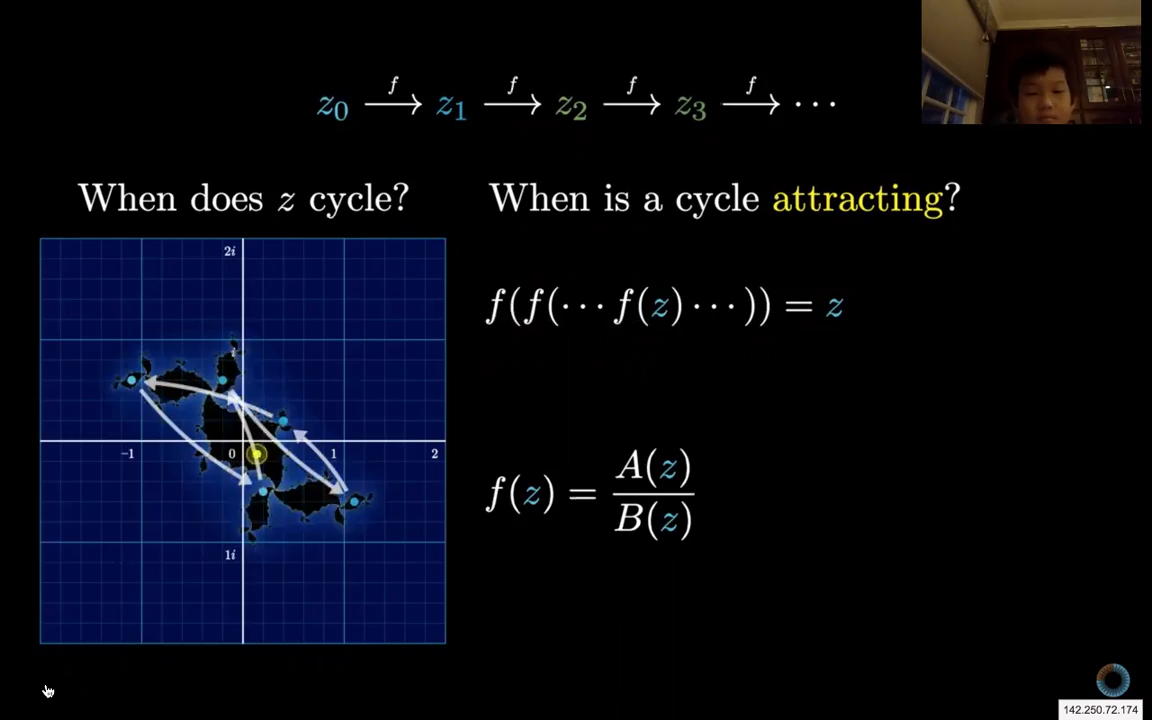 z₀ —f→ z₁ —f→ z₂ —f→ z₃ —f→ ⋯
When does z cycle?
When is a cycle attracting?
f(f(⋯f(z)⋯)) = z
f(z) = A(z)/B(z)
2i
i
-1 0 1 2
1i
142.250.72.174